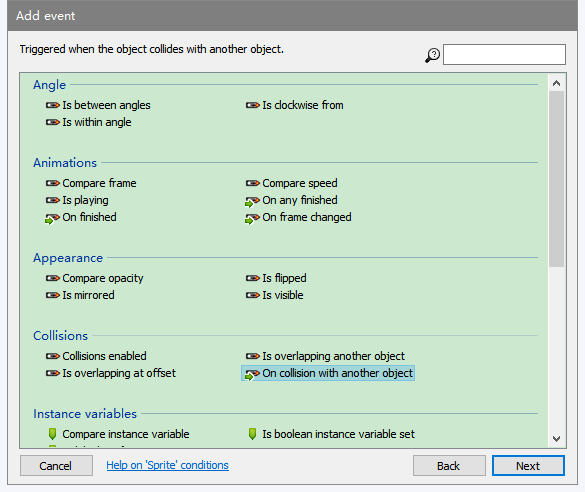 Add event
Triggered when the object collides with another object.
Angle
Is between angles Is clockwise from
Is within angle
Animations
Compare frame Compare speed
Is playing On any finished
On finished On frame changed
Appearance
Compare opacity Is flipped
Is mirrored Is visible
Collisions
Collisions enabled Is overlapping another object
Is overlapping at offset On collision with another object
Instance variables
Compare instance variable Is boolean instance variable set
Cancel Help on 'Sprite' conditions Back Next